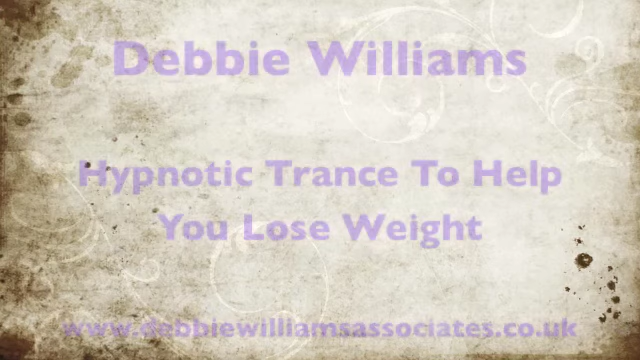 Debbie Williams
Hypnotic Trance To Help
You Lose Weight
www.debbiewilliamsassociates.co.uk